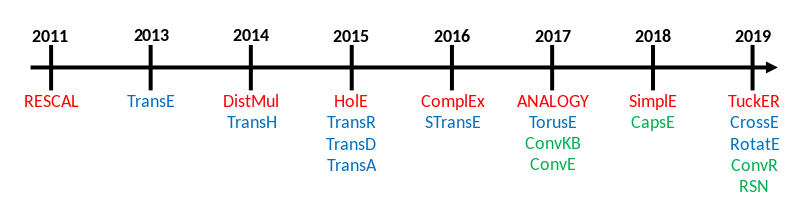 2011 2013 2014 2015 2016 2017 2018 2019
RESCAL TransE DistMul HolE ComplEx ANALOGY SimplE TuckER
TransH TransR STransE TorusE CapsE CrossE
TransD ConvKB RotatE
TransA ConvE ConvR
RSN